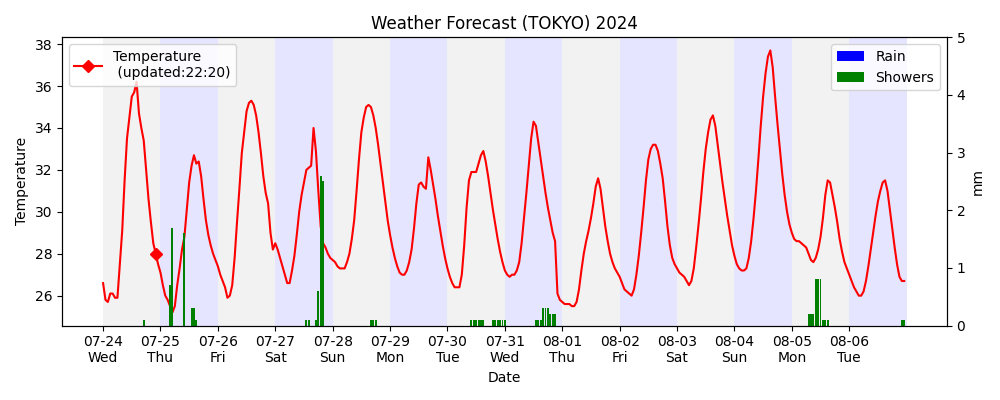 Weather Forecast (TOKYO) 2024
Temperature
(updated:22:20)
Rain
Showers
Temperature
38
36
34
32
30
28
26
5
4
3
2
1
0
mm
07-24 07-25 07-26 07-27 07-28 07-29 07-30 07-31 08-01 08-02 08-03 08-04 08-05 08-06
Wed Thu Fri Sat Sun Mon Tue Wed Thu Fri Sat Sun Mon Tue
Date